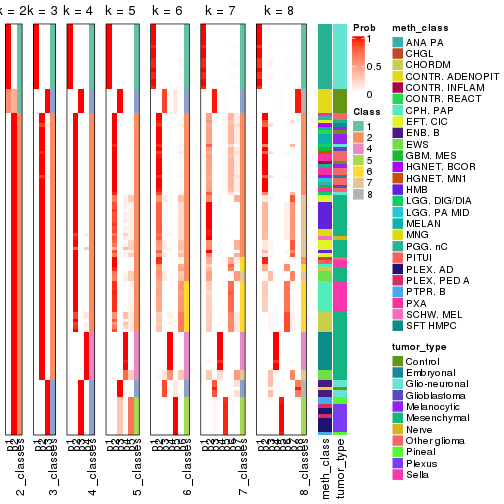 k = 2
k = 3
k = 4
k = 5
k = 6
k = 7
k = 8
Prob
1
0.5
0
Class
1
2
3
4
5
6
7
8
meth_class
ANA PA
CHGL
CHORDM
CONTR. ADENOPIT
CONTR. INFLAM
CONTR. REACT
CPH. PAP
EFT. CIC
ENB. B
EWS
GBM. MES
HGNET. BCOR
HGNET. MN1
HMB
LGG. DIG/DIA
LGG. PA MID
MELAN
MNG
PGG. nC
PITUI
PLEX. AD
PLEX. PED A
PTPR. B
PXA
SCHW. MEL
SFT HMPC
tumor_type
Control
Embryonal
Glio-neuronal
Glioblastoma
Melanocytic
Mesenchymal
Nerve
Other glioma
Pineal
Plexus
Sella
2_classes
3_classes
4_classes
5_classes
6_classes
7_classes
8_classes
meth_class
tumor_type